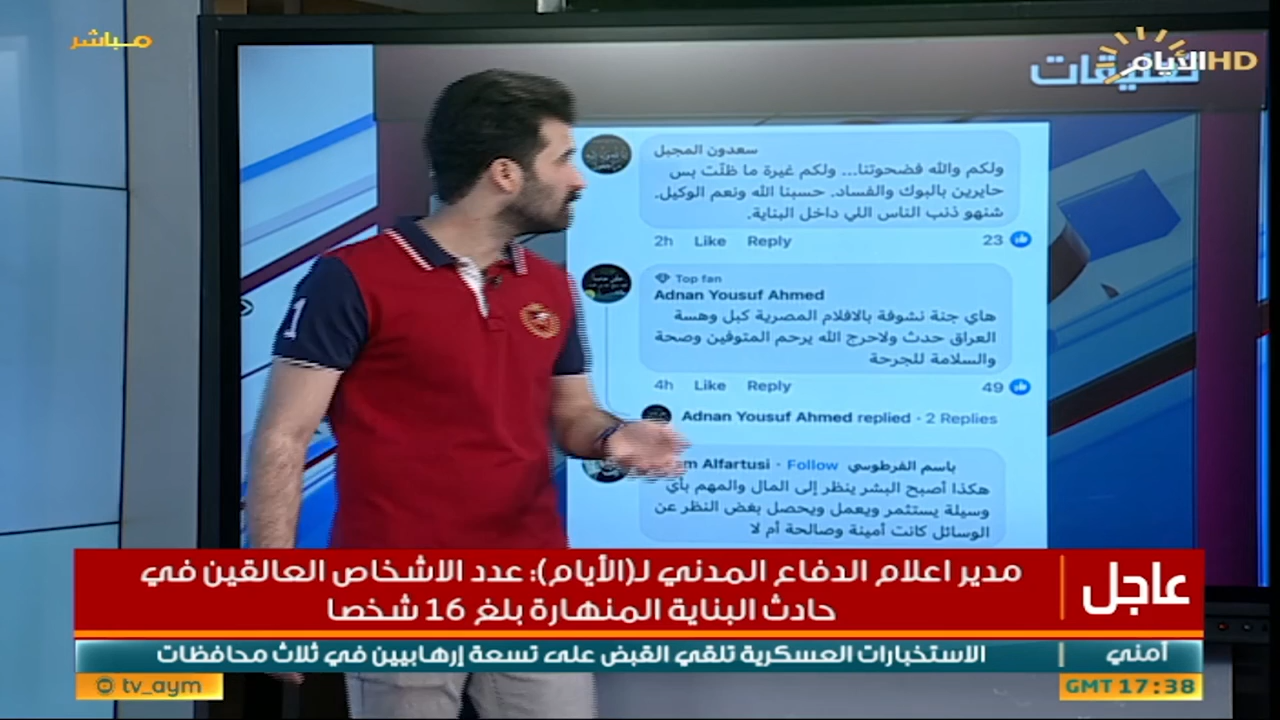 مباشر
الأيام HD
تعليقات
سعدون المجبل
ولكم والله فضحوتنا... ولكم غيرة ما ظلّت بس
حايرين بالبوك والفساد. حسبنا الله ونعم الوكيل.
شنهو ذنب الناس اللي داخل البناية.
2h Like Reply 23
Top fan
Adnan Yousuf Ahmed
هاي جنة نشوفة بالافلام المصرية كبل وهسة
العراق حدث ولاحرج الله يرحم المتوفين وصحة
والسلامة للجرحة
4h Like Reply 49
Adnan Yousuf Ahmed replied · 2 Replies
Alfartusi · Follow باسم الفرطوسي
هكذا أصبح البشر ينظر إلى المال والمهم بأي
وسيلة يستثمر ويعمل ويحصل بغض النظر عن
الوسائل كانت أمينة وصالحة أم لا
1
عاجل
مدير اعلام الدفاع المدني لـ(الأيام): عدد الاشخاص العالقين في
حادث البناية المنهارة بلغ 16 شخصا
أمني
الاستخبارات العسكرية تلقي القبض على تسعة إرهابيين في ثلاث محافظات
tv_aym
GMT 17:38